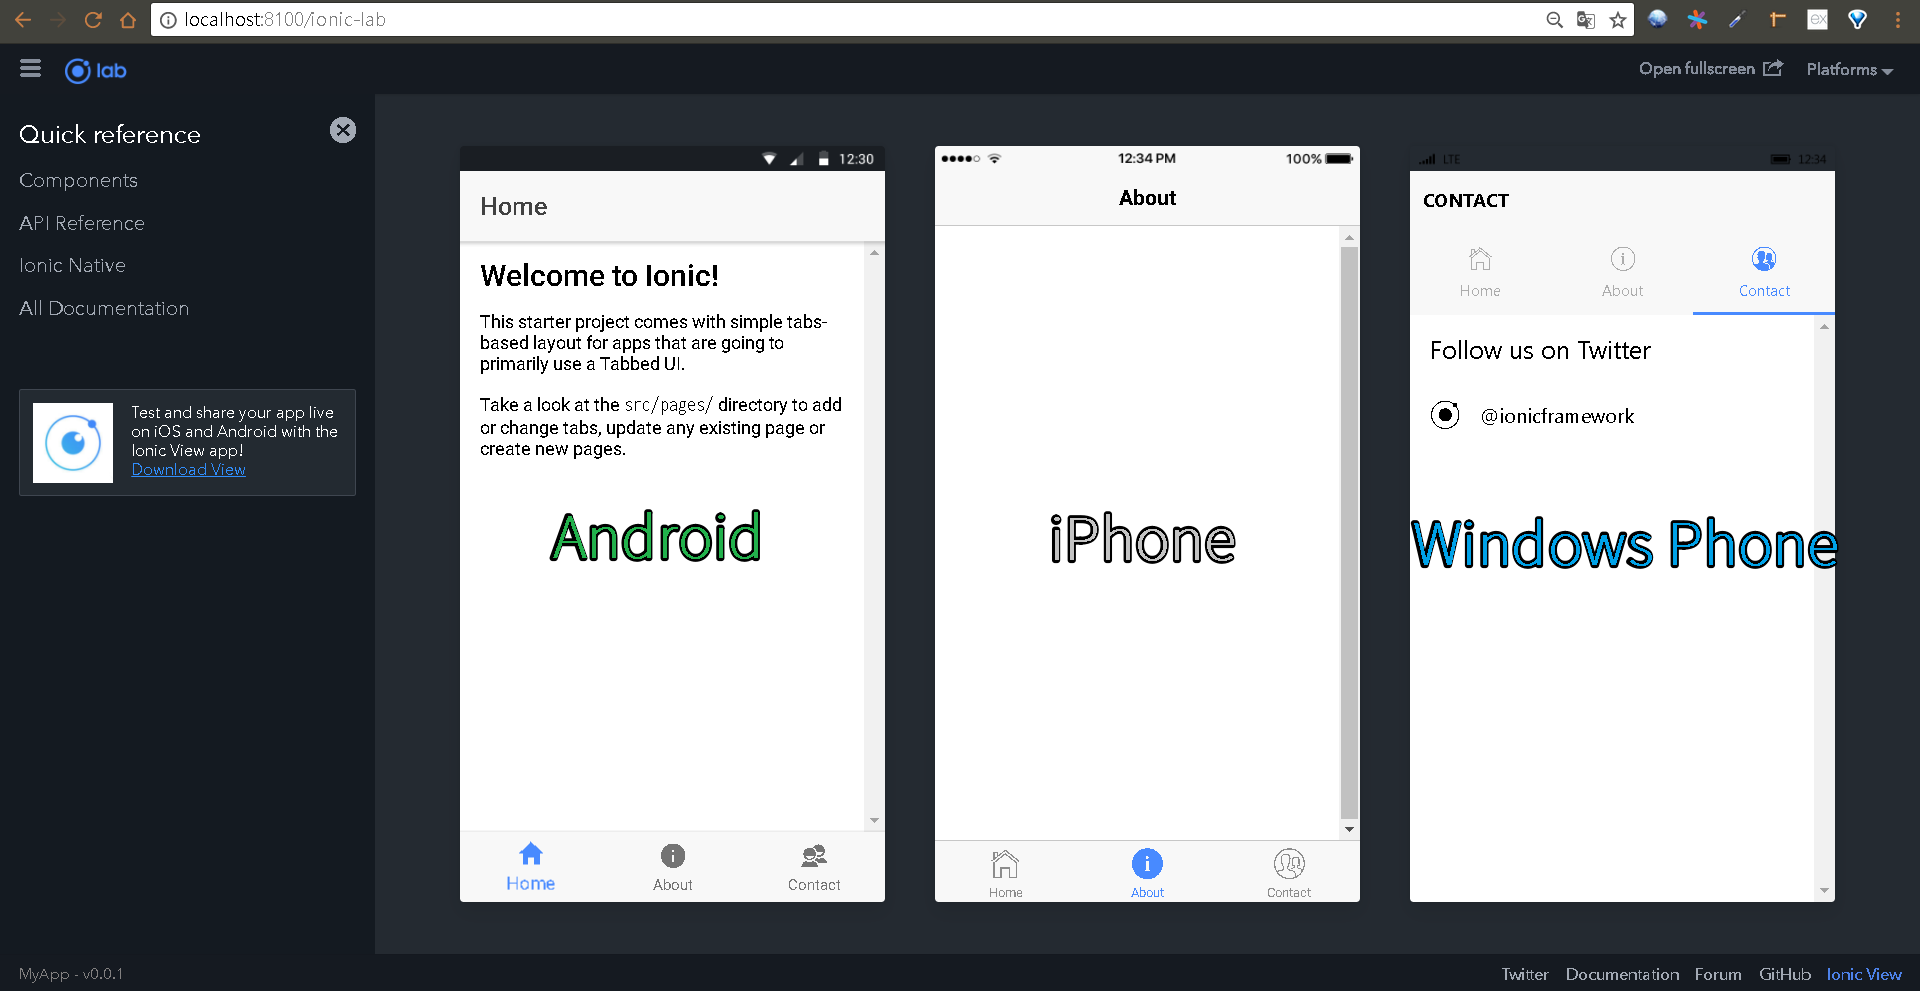 localhost:8100/ionic-lab
ex
lab
Open fullscreen
Platforms
Quick reference
Components
API Reference
Ionic Native
All Documentation
Test and share your app live
on iOS and Android with the
Ionic View app!
Download View
12:30
Home
Welcome to Ionic!
This starter project comes with simple tabs-
based layout for apps that are going to
primarily use a Tabbed UI.
Take a look at the src/pages/ directory to add
or change tabs, update any existing page or
create new pages.
Android
Home
About
Contact
12:34 PM
100%
About
iPhone
Home
About
Contact
LTE
12:34
CONTACT
Home
About
Contact
Follow us on Twitter
@ionicframework
Windows Phone
MyApp - v0.0.1
Twitter
Documentation
Forum
GitHub
Ionic View